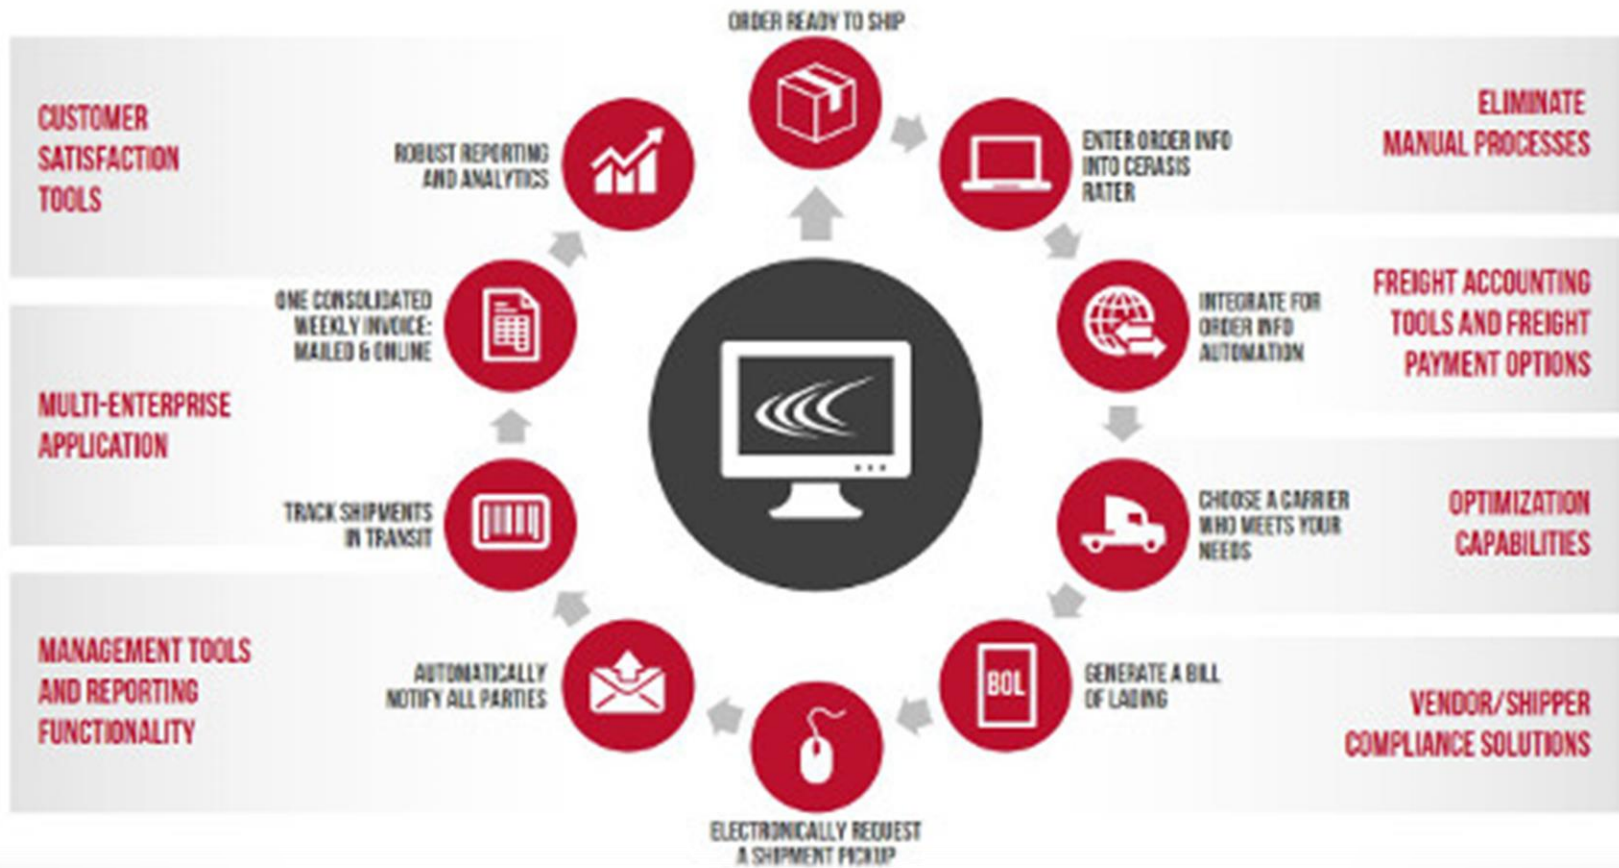 ORDER READY TO SHIP
CUSTOMER
SATISFACTION
TOOLS
ROBUST REPORTING
AND ANALYTICS
ENTER ORDER INFO
INTO CERASIS
RATER
ELIMINATE
MANUAL PROCESSES
ONE CONSOLIDATED
WEEKLY INVOICE:
MAILED & ONLINE
INTEGRATE FOR
ORDER INFO
AUTOMATION
FREIGHT ACCOUNTING
TOOLS AND FREIGHT
PAYMENT OPTIONS
MULTI-ENTERPRISE
APPLICATION
TRACK SHIPMENTS
IN TRANSIT
CHOOSE A CARRIER
WHO MEETS YOUR
NEEDS
OPTIMIZATION
CAPABILITIES
MANAGEMENT TOOLS
AND REPORTING
FUNCTIONALITY
AUTOMATICALLY
NOTIFY ALL PARTIES
BOL
GENERATE A BILL
OF LADING
VENDOR/SHIPPER
COMPLIANCE SOLUTIONS
ELECTRONICALLY REQUEST
A SHIPMENT PICKUP